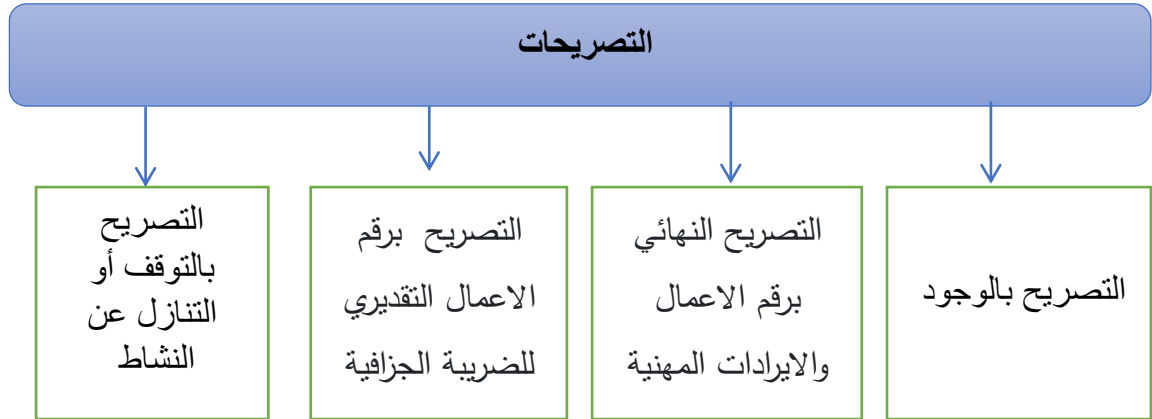 التصريحات
التصريح بالوجود
التصريح النهائي
برقم الاعمال
والايرادات المهنية
التصريح برقم
الاعمال التقديري
للضريبة الجزافية
التصريح
بالتوقف أو
التنازل عن
النشاط